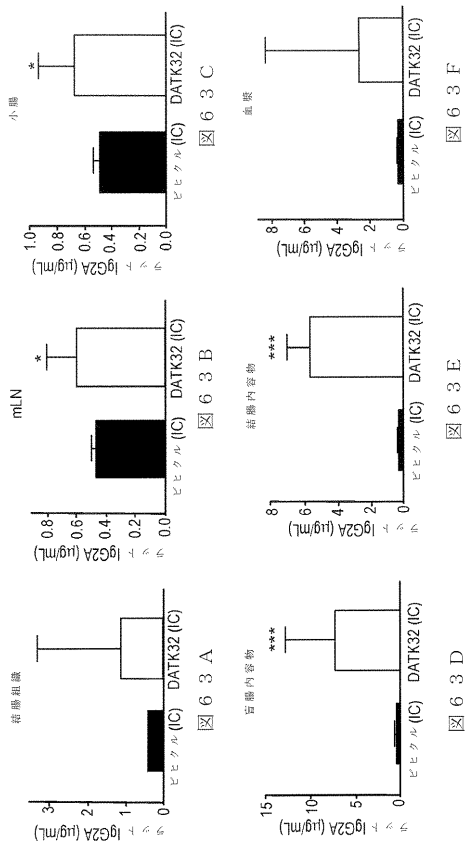 結腸組織
ラット
IgG2A (μg/mL)
3
2
1
0
ビヒクル (IC)
DATK32 (IC)
図63A
mLN
ラット
IgG2A (μg/mL)
0.8
0.6
0.4
0.2
0.0
*
ビヒクル (IC)
DATK32 (IC)
図63B
小腸
ラット
IgG2A (μg/mL)
1.0
0.8
0.6
0.4
0.2
0.0
*
ビヒクル (IC)
DATK32 (IC)
図63C
盲腸内容物
ラット
IgG2A (μg/mL)
15
10
5
0
***
ビヒクル (IC)
DATK32 (IC)
図63D
結腸内容物
ラット
IgG2A (μg/mL)
8
6
4
2
0
***
ビヒクル (IC)
DATK32 (IC)
図63E
血漿
ラット
IgG2A (μg/mL)
8
6
4
2
0
ビヒクル (IC)
DATK32 (IC)
図63F